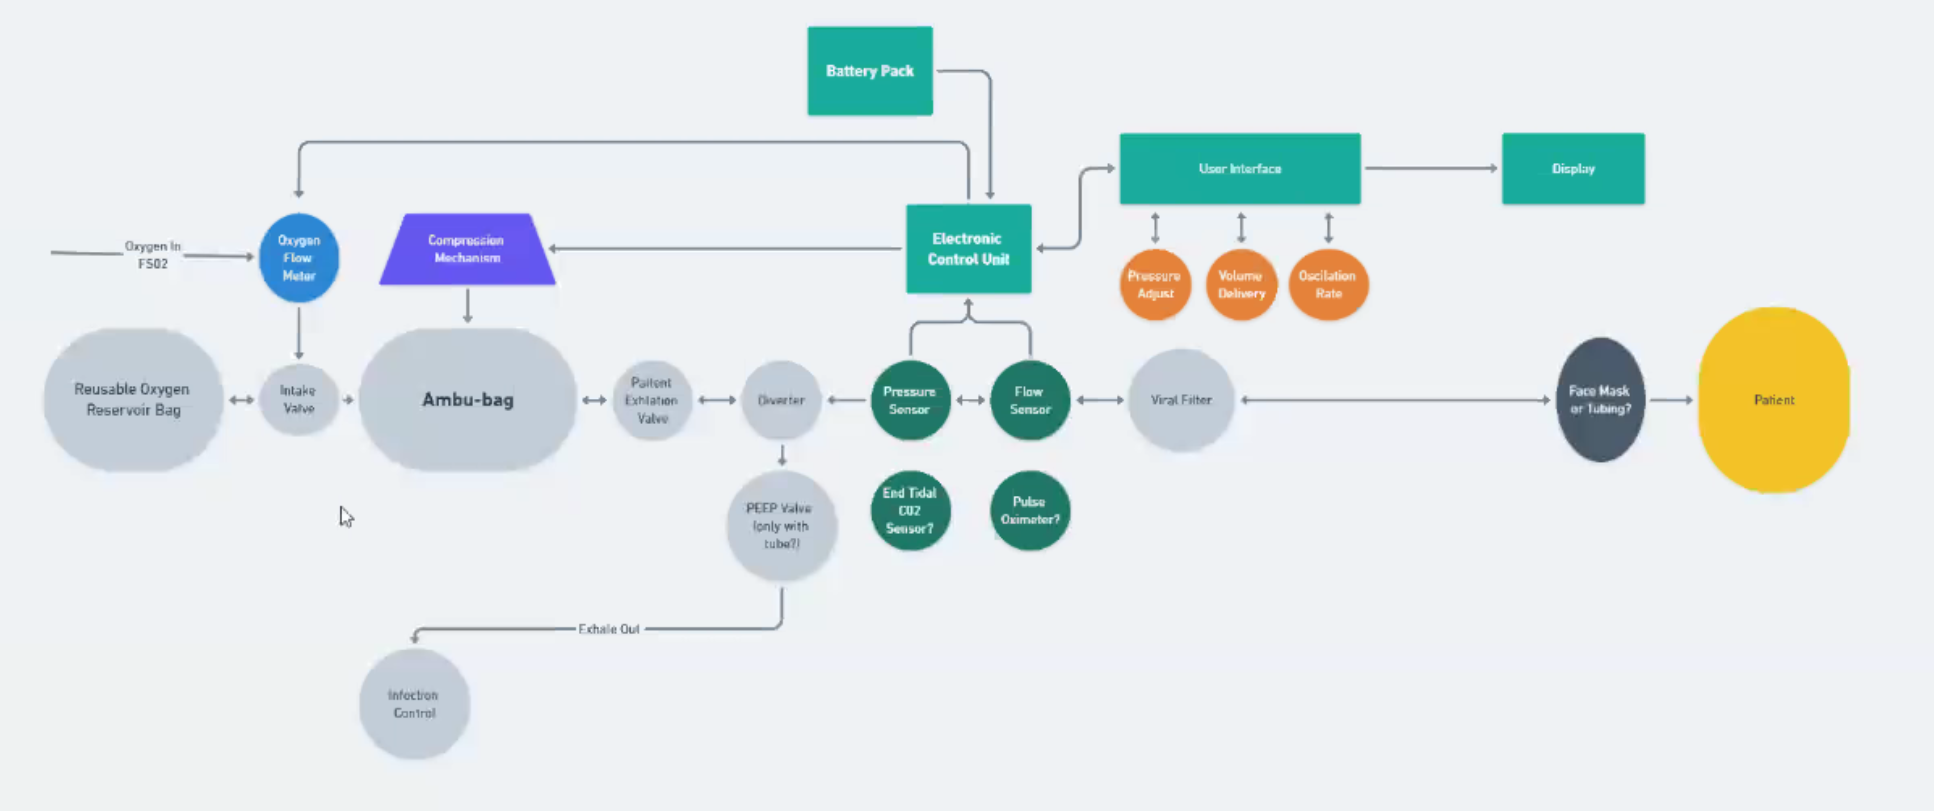 Battery Pack
User Interface
Display
Oxygen In
FS02
Oxygen
Flow
Meter
Compression
Mechanism
Electronic
Control Unit
Pressure
Adjust
Volume
Delivery
Oscilation
Rate
Reusable Oxygen
Reservoir Bag
Intake
Valve
Ambu-bag
Paitent
Exhlation
Valve
Diverter
Pressure
Sensor
Flow
Sensor
Viral Filter
Face Mask
or Tubing?
Patient
PEEP Valve
(only with
tube?)
End Tidal
CO2
Sensor?
Pulse
Oximeter?
Exhale Out
Infection
Control